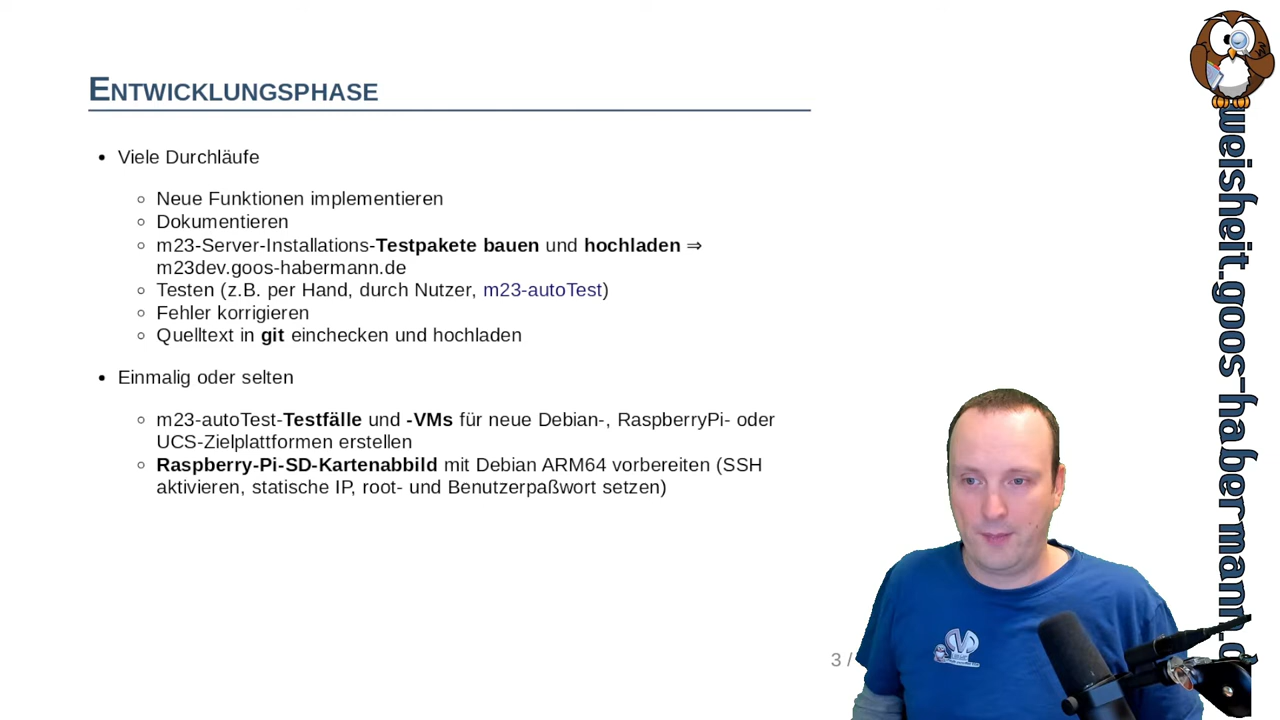 Entwicklungsphase
• Viele Durchläufe
◦ Neue Funktionen implementieren
◦ Dokumentieren
◦ m23-Server-Installations-Testpakete bauen und hochladen ⇒
m23dev.goos-habermann.de
◦ Testen (z.B. per Hand, durch Nutzer, m23-autoTest)
◦ Fehler korrigieren
◦ Quelltext in git einchecken und hochladen
• Einmalig oder selten
◦ m23-autoTest-Testfälle und -VMs für neue Debian-, RaspberryPi- oder
UCS-Zielplattformen erstellen
◦ Raspberry-Pi-SD-Kartenabbild mit Debian ARM64 vorbereiten (SSH
aktivieren, statische IP, root- und Benutzerpaßwort setzen)
3 /
weisheit.goos-habermann.d